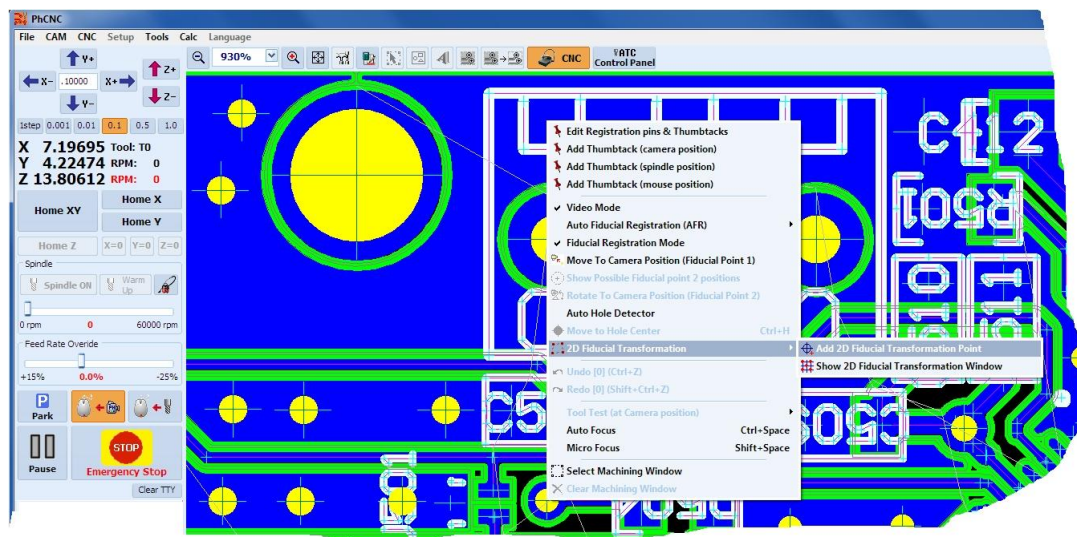 PhCNC
File CAM CNC Setup Tools Calc Language
Y+
Z+
X- .10000 X+
Y-
Z-
1step 0.001 0.01 0.1 0.5 1.0
X 7.19695 Tool: T0
Y 4.22474 RPM: 0
Z 13.80612 RPM: 0
Home XY
Home X
Home Y
Home Z X=0 Y=0 Z=0
Spindle
Spindle ON
Warm Up
0 rpm 0 60000 rpm
Feed Rate Overide
+15% 0.0% -25%
Park
Pause
STOP
Emergency Stop
Clear TTY
930%
CNC
ATC
Control Panel
Edit Registration pins & Thumbtacks
Add Thumbtack (camera position)
Add Thumbtack (spindle position)
Add Thumbtack (mouse position)
Video Mode
Auto Fiducial Registration (AFR)
Fiducial Registration Mode
Move To Camera Position (Fiducial Point 1)
Show Possible Fiducial point 2 positions
Rotate To Camera Position (Fiducial Point 2)
Auto Hole Detector
Move to Hole Center Ctrl+H
2D Fiducial Transformation
Add 2D Fiducial Transformation Point
Show 2D Fiducial Transformation Window
Undo [0] (Ctrl+Z)
Redo [0] (Shift+Ctrl+Z)
Tool Test (at Camera position)
Auto Focus Ctrl+Space
Micro Focus Shift+Space
Select Machining Window
Clear Machining Window
C412
R501